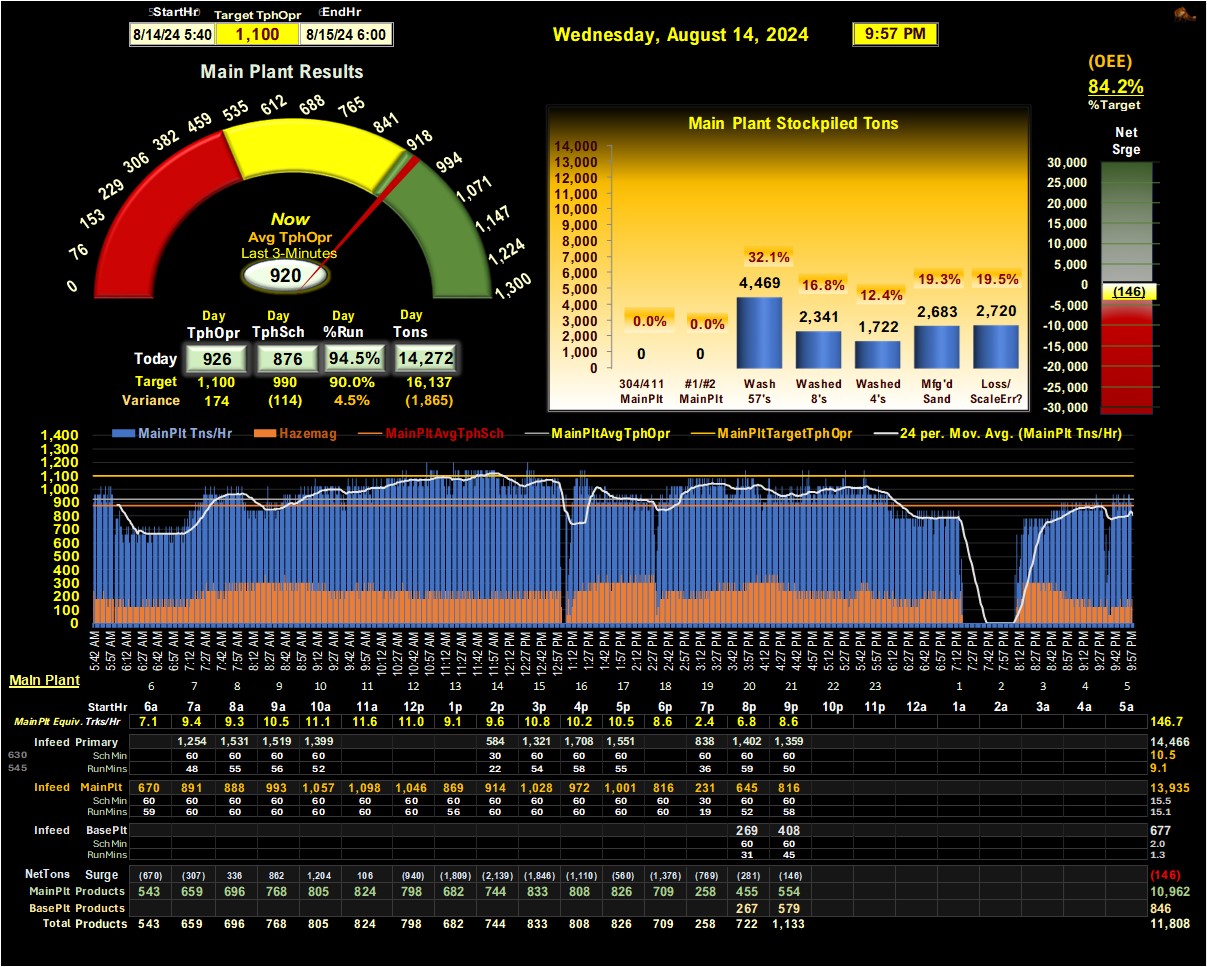 StartHr Target TphOpr EndHr
8/14/24 5:40 1,100 8/15/24 6:00
Wednesday, August 14, 2024 9:57 PM
(OEE)
84.2%
%Target
Net
Srge
30,000
25,000
20,000
15,000
10,000
5,000
0
(146)
-5,000
-10,000
-15,000
-20,000
-25,000
-30,000
Main Plant Results
0
76
153
229
306
382
459
535
612
688
765
841
918
994
1,071
1,147
1,224
1,300
Now
Avg TphOpr
Last 3-Minutes
920
Day Day Day Day
TphOpr TphSch %Run Tons
Today 926 876 94.5% 14,272
Target 1,100 990 90.0% 16,137
Variance 174 (114) 4.5% (1,865)
Main Plant Stockpiled Tons
14,000
13,000
12,000
11,000
10,000
9,000
8,000
7,000
6,000
5,000
4,000
3,000
2,000
1,000
0
0.0% 0.0% 32.1% 16.8% 12.4% 19.3% 19.5%
0 0 4,469 2,341 1,722 2,683 2,720
304/411 #1/#2 Wash Washed Washed Mfg'd Loss/
MainPlt MainPlt 57's 8's 4's Sand ScaleErr?
MainPlt Tns/Hr Hazemag MainPltAvgTphSch MainPltAvgTphOpr MainPltTargetTphOpr 24 per. Mov. Avg. (MainPlt Tns/Hr)
1,400
1,300
1,200
1,100
1,000
900
800
700
600
500
400
300
200
100
0
5:42 AM 5:57 AM 6:12 AM 6:27 AM 6:42 AM 6:57 AM 7:12 AM 7:27 AM 7:42 AM 7:57 AM 8:12 AM 8:27 AM 8:42 AM 8:57 AM 9:12 AM 9:27 AM 9:42 AM 9:57 AM 10:12 AM 10:27 AM 10:42 AM 10:57 AM 11:12 AM 11:27 AM 11:42 AM 11:57 AM 12:12 PM 12:27 PM 12:42 PM 12:57 PM 1:12 PM 1:27 PM 1:42 PM 1:57 PM 2:12 PM 2:27 PM 2:42 PM 2:57 PM 3:12 PM 3:27 PM 3:42 PM 3:57 PM 4:12 PM 4:27 PM 4:42 PM 4:57 PM 5:12 PM 5:27 PM 5:42 PM 5:57 PM 6:12 PM 6:27 PM 6:42 PM 6:57 PM 7:12 PM 7:27 PM 7:42 PM 7:57 PM 8:12 PM 8:27 PM 8:42 PM 8:57 PM 9:12 PM 9:27 PM 9:42 PM 9:57 PM
Main Plant
6 7 8 9 10 11 12 13 14 15 16 17 18 19 20 21 22 23 1 2 3 4 5
StartHr 6a 7a 8a 9a 10a 11a 12p 1p 2p 3p 4p 5p 6p 7p 8p 9p 10p 11p 12a 1a 2a 3a 4a 5a
MainPlt Equiv. Trks/Hr 7.1 9.4 9.3 10.5 11.1 11.6 11.0 9.1 9.6 10.8 10.2 10.5 8.6 2.4 6.8 8.6 146.7
Infeed Primary 1,254 1,531 1,519 1,399 584 1,321 1,708 1,551 838 1,402 1,359 14,466
630 SchMin 60 60 60 60 30 60 60 60 60 60 60 10.5
545 RunMins 48 55 56 52 22 54 58 55 36 59 50 9.1
Infeed MainPlt 670 891 888 993 1,057 1,098 1,046 869 914 1,028 972 1,001 816 231 645 816 13,935
SchMin 60 60 60 60 60 60 60 60 60 60 60 60 60 30 60 60 15.5
RunMins 59 60 60 60 60 60 60 56 60 60 60 60 60 19 52 58 15.1
Infeed BasePlt 269 408 677
SchMin 60 60 2.0
RunMins 31 45 1.3
NetTons Surge (670) (307) 336 862 1,204 106 (940) (1,809) (2,139) (1,846) (1,110) (560) (1,376) (769) (281) (146) (146)
MainPlt Products 543 659 696 768 805 824 798 682 744 833 808 826 709 258 455 554 10,962
BasePlt Products 267 579 846
Total Products 543 659 696 768 805 824 798 682 744 833 808 826 709 258 722 1,133 11,808